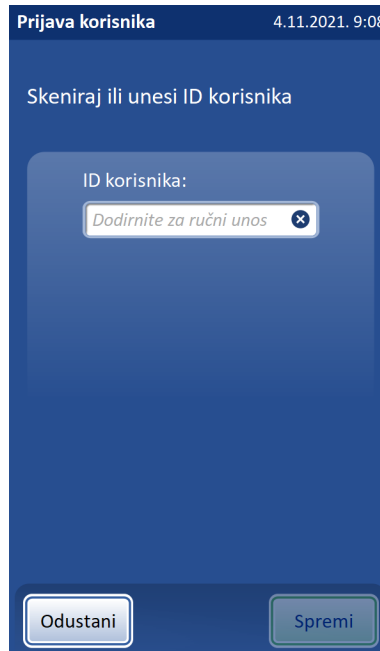 Prijava korisnika 4.11.2021. 9:08
Skeniraj ili unesi ID korisnika
ID korisnika:
Dodirnite za ručni unos
Odustani Spremi